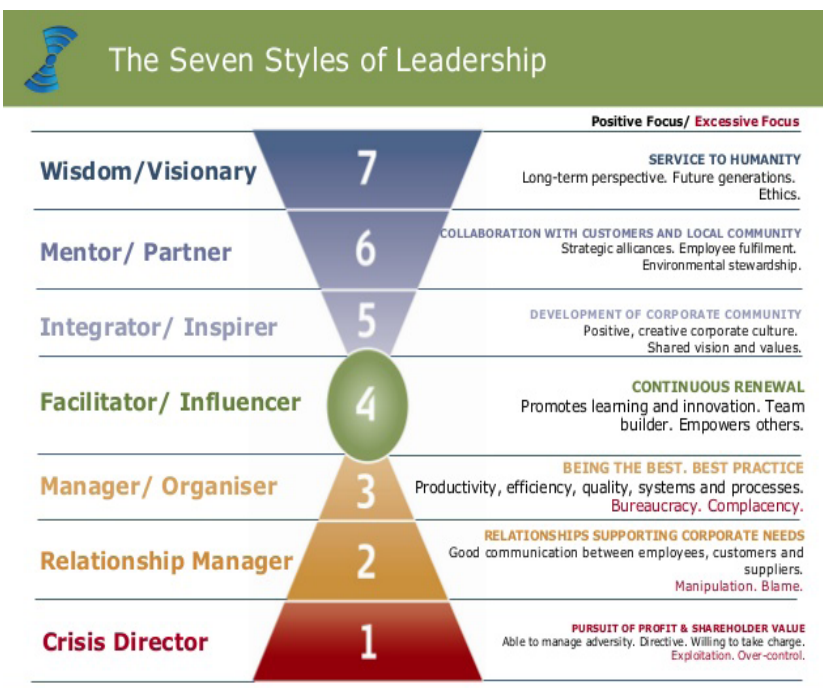 The Seven Styles of Leadership
Positive Focus/ Excessive Focus
Wisdom/Visionary
7
SERVICE TO HUMANITY
Long-term perspective. Future generations.
Ethics.
Mentor/ Partner
6
COLLABORATION WITH CUSTOMERS AND LOCAL COMMUNITY
Strategic allicances. Employee fulfilment.
Environmental stewardship.
Integrator/ Inspirer
5
DEVELOPMENT OF CORPORATE COMMUNITY
Positive, creative corporate culture.
Shared vision and values.
Facilitator/ Influencer
4
CONTINUOUS RENEWAL
Promotes learning and innovation. Team
builder. Empowers others.
Manager/ Organiser
3
BEING THE BEST. BEST PRACTICE
Productivity, efficiency, quality, systems and processes.
Bureaucracy. Complacency.
Relationship Manager
2
RELATIONSHIPS SUPPORTING CORPORATE NEEDS
Good communication between employees, customers and
suppliers.
Manipulation. Blame.
Crisis Director
1
PURSUIT OF PROFIT & SHAREHOLDER VALUE
Able to manage adversity. Directive. Willing to take charge.
Exploitation. Over-control.